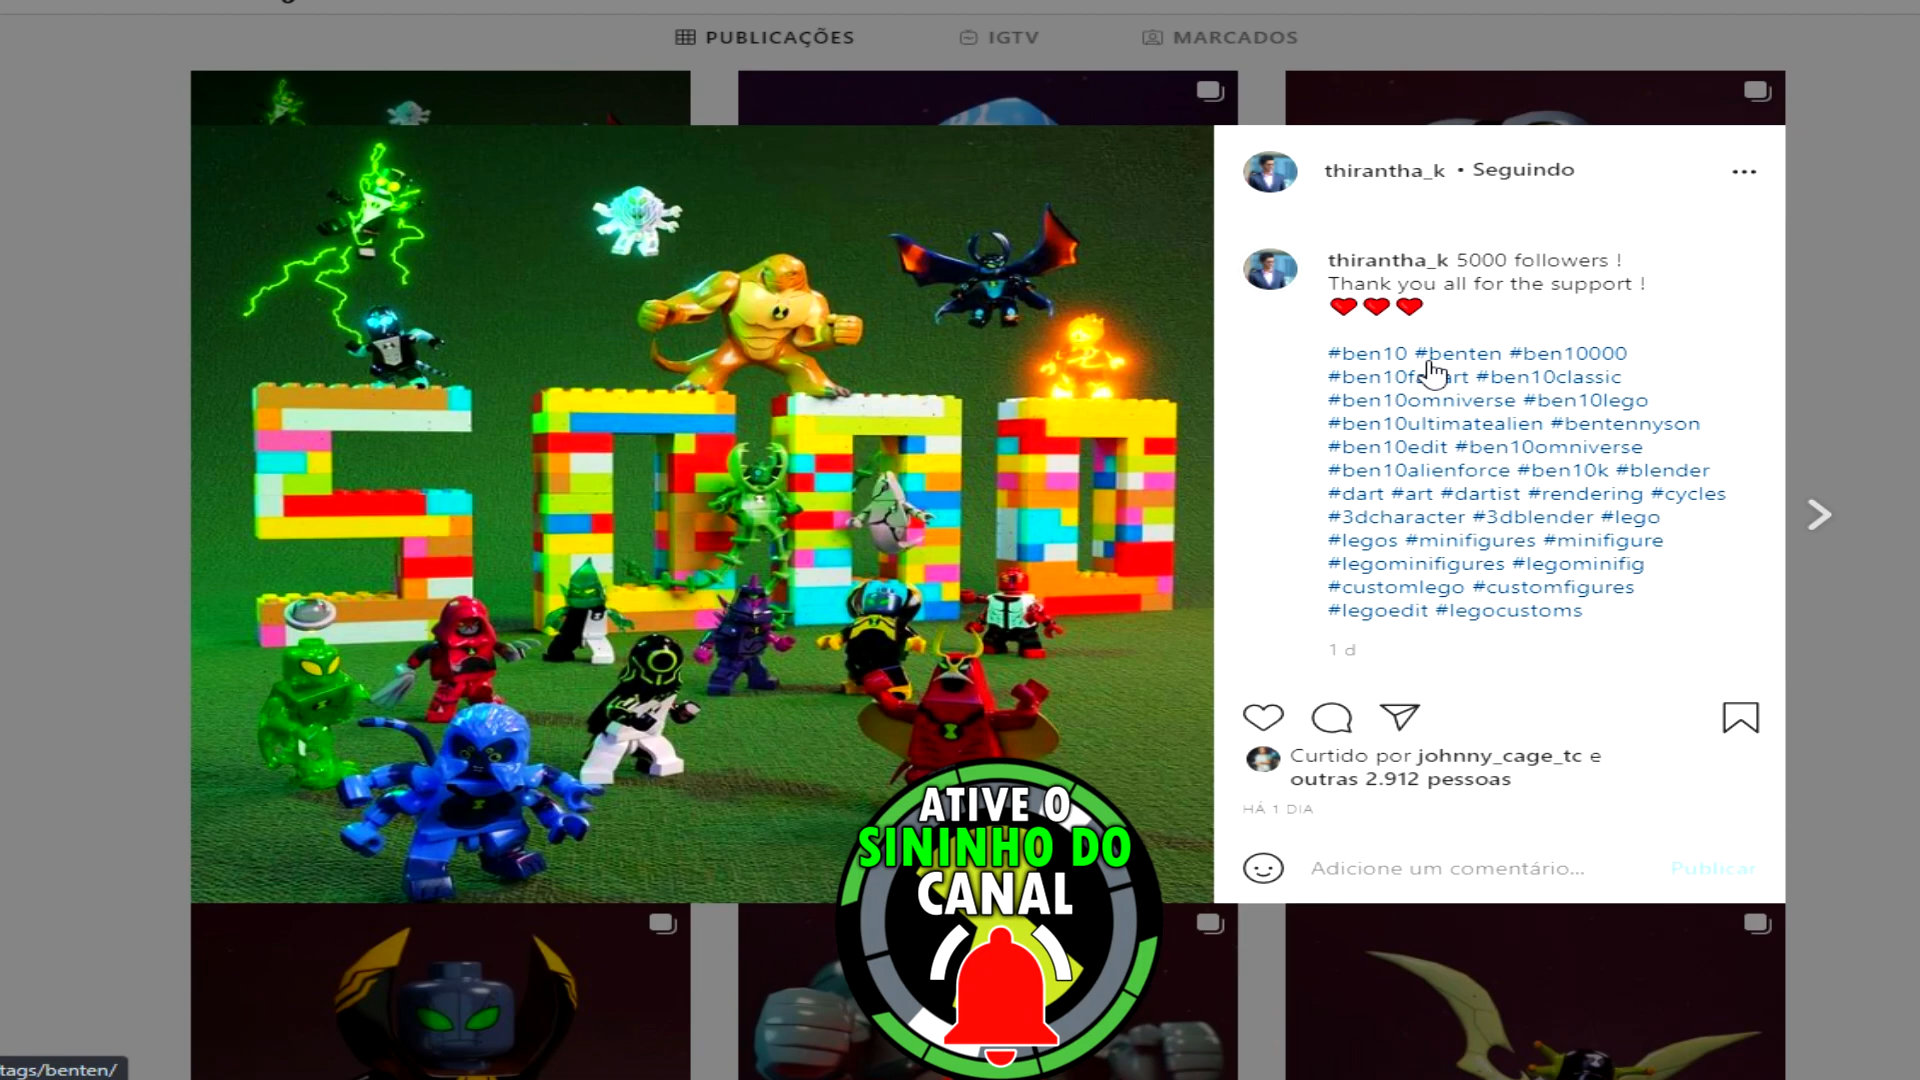 PUBLICAÇÕES IGTV MARCADOS
thirantha_k • Seguindo
thirantha_k 5000 followers !
Thank you all for the support !
❤❤❤
#ben10 #benten #ben10000
#ben10fanart #ben10classic
#ben10omniverse #ben10lego
#ben10ultimatealien #bentennyson
#ben10edit #ben10omniverse
#ben10alienforce #ben10k #blender
#dart #art #dartist #rendering #cycles
#3dcharacter #3dblender #lego
#legos #minifigures #minifigure
#legominifigures #legominifig
#customlego #customfigures
#legoedit #legocustoms
1 d
Curtido por johnny_cage_tc e
outras 2.912 pessoas
HÁ 1 DIA
Adicione um comentário... Publicar
5000
ATIVE O
SININHO DO
CANAL
tags/benten/